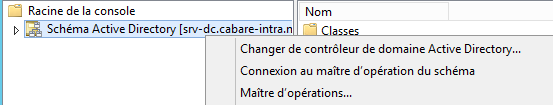 Racine de la console
Schéma Active Directory [srv-dc.cabare-intra.n
Nom
Classes
Changer de contrôleur de domaine Active Directory...
Connexion au maître d'opération du schéma
Maître d'opérations...